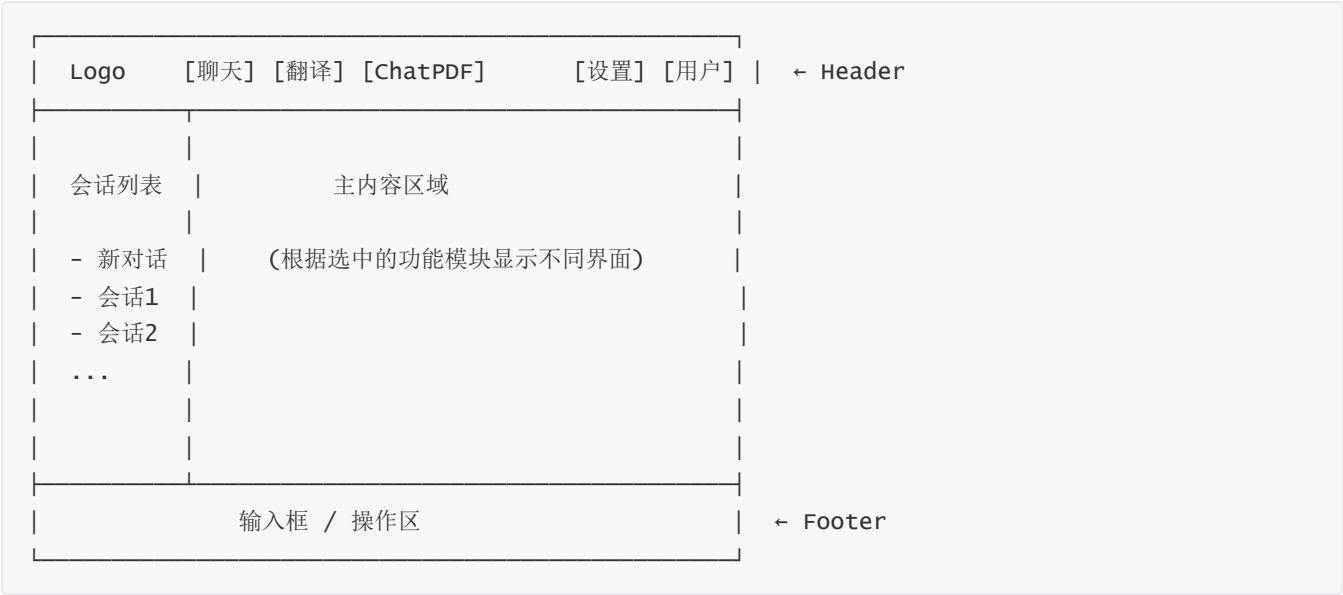 Logo [聊天] [翻译] [ChatPDF] [设置] [用户] ← Header
会话列表 主内容区域
- 新对话 (根据选中的功能模块显示不同界面)
- 会话1
- 会话2
...
输入框 / 操作区 ← Footer